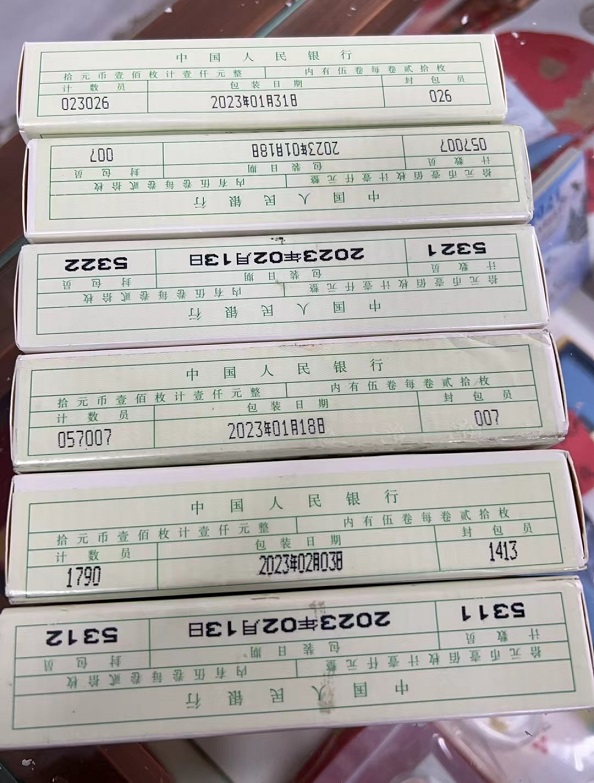 中国人民银行
拾元币壹佰枚计壹仟元整 内有伍卷每卷贰拾枚
计数员 包装日期 封包员
023026 2023年01月31日 026
中国人民银行
拾元币壹佰枚计壹仟元整 内有伍卷每卷贰拾枚
计数员 包装日期 封包员
057007 2023年01月18日 007
中国人民银行
拾元币壹佰枚计壹仟元整 内有伍卷每卷贰拾枚
计数员 包装日期 封包员
5321 2023年02月13日 5322
中国人民银行
拾元币壹佰枚计壹仟元整 内有伍卷每卷贰拾枚
计数员 包装日期 封包员
057007 2023年01月18日 007
中国人民银行
拾元币壹佰枚计壹仟元整 内有伍卷每卷贰拾枚
计数员 包装日期 封包员
1790 2023年02月03日 1413
中国人民银行
拾元币壹佰枚计壹仟元整 内有伍卷每卷贰拾枚
计数员 包装日期 封包员
5311 2023年02月13日 5312